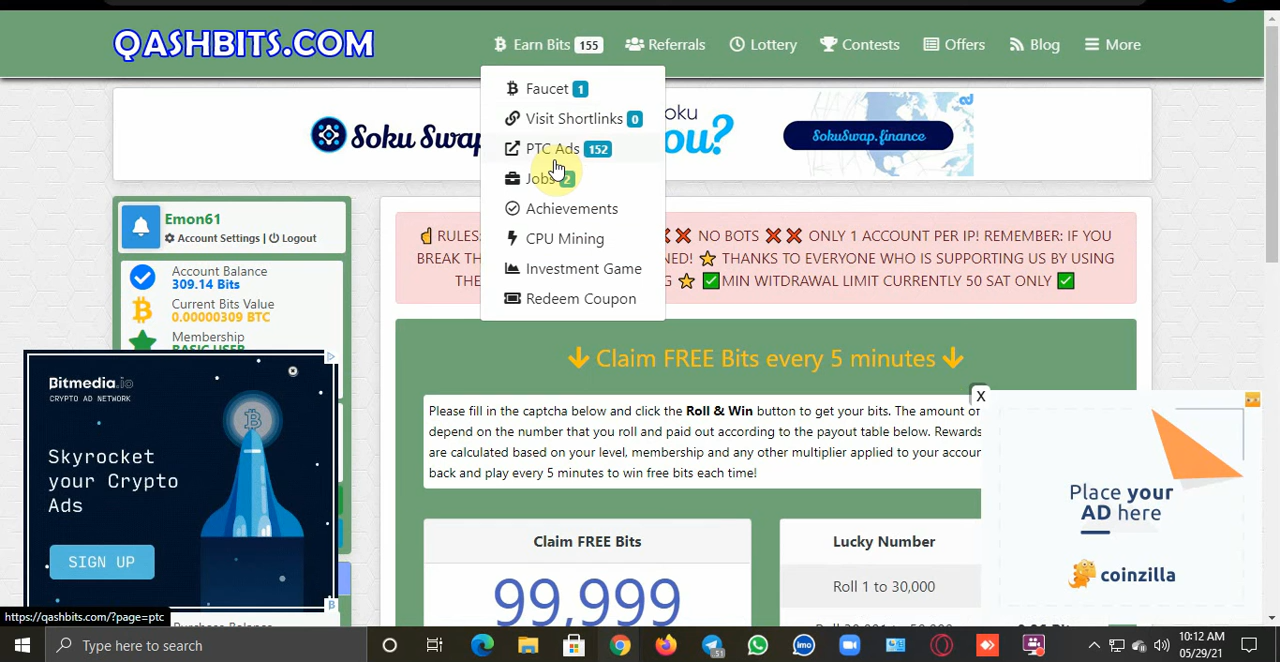 QASHBITS.COM
Earn Bits 155
Referrals
Lottery
Contests
Offers
Blog
More
Faucet 1
Visit Shortlinks 0
PTC Ads 152
Jobs 2
Achievements
CPU Mining
Investment Game
Redeem Coupon
Soku Swap
oku
ou?
SokuSwap.finance
Emon61
Account Settings | Logout
Account Balance
309.14 Bits
Current Bits Value
0.00000309 BTC
Membership
BASIC USER
RULES:
NO BOTS ONLY 1 ACCOUNT PER IP! REMEMBER: IF YOU
BREAK TH NED! THANKS TO EVERYONE WHO IS SUPPORTING US BY USING
THE G MIN WITDRAWAL LIMIT CURRENTLY 50 SAT ONLY
Claim FREE Bits every 5 minutes
Please fill in the captcha below and click the Roll & Win button to get your bits. The amount of
depend on the number that you roll and paid out according to the payout table below. Rewards
are calculated based on your level, membership and any other multiplier applied to your accoun
back and play every 5 minutes to win free bits each time!
Claim FREE Bits
99,999
Lucky Number
Roll 1 to 30,000
Bitmedia.io
CRYPTO AD NETWORK
Skyrocket
your Crypto
Ads
SIGN UP
B
X
Place your
AD here
coinzilla
https://qashbits.com/?page=ptc
Type here to search
51
imo
10:12 AM
05/29/21